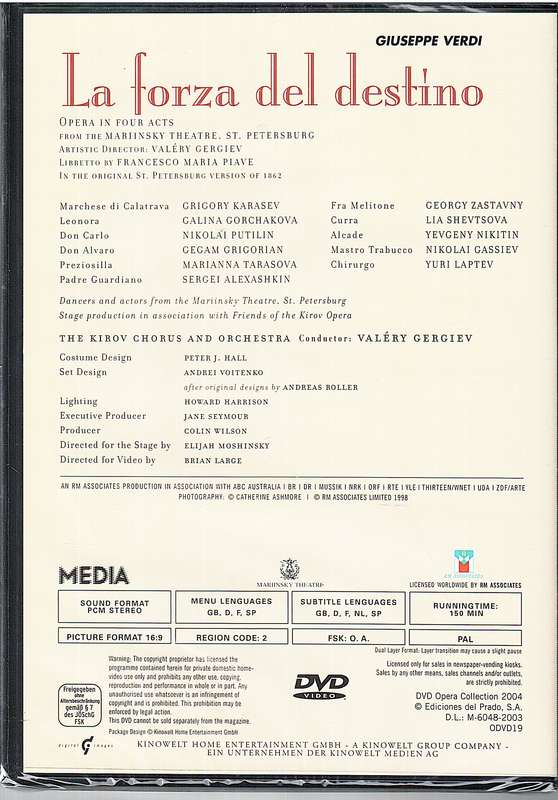 GIUSEPPE VERDI
La forza del destino
OPERA IN FOUR ACTS
FROM THE MARIINSKY THEATRE, ST. PETERSBURG
ARTISTIC DIRECTOR: VALÉRY GERGIEV
LIBRETTO BY FRANCESCO MARIA PIAVE
IN THE ORIGINAL ST. PETERSBURG VERSION OF 1862
Marchese di Calatrava GRIGORY KARASEV
Leonora GALINA GORCHAKOVA
Don Carlo NIKOLAÏ PUTILIN
Don Alvaro GEGAM GRIGORIAN
Preziosilla MARIANNA TARASOVA
Padre Guardiano SERGEI ALEXASHKIN
Fra Melitone GEORGY ZASTAVNY
Curra LIA SHEVTSOVA
Alcade YEVGENY NIKITIN
Mastro Trabucco NIKOLAI GASSIEV
Chirurgo YURI LAPTEV
Dancers and actors from the Mariinsky Theatre, St. Petersburg
Stage production in association with Friends of the Kirov Opera
THE KIROV CHORUS AND ORCHESTRA Conductor: VALÉRY GERGIEV
Costume Design PETER J. HALL
Set Design ANDREI VOITENKO
after original designs by ANDREAS ROLLER
Lighting HOWARD HARRISON
Executive Producer JANE SEYMOUR
Producer COLIN WILSON
Directed for the Stage by ELIJAH MOSHINSKY
Directed for Video by BRIAN LARGE
AN RM ASSOCIATES PRODUCTION IN ASSOCIATION WITH ABC AUSTRALIA I BR I DR I MUSSIK I NRK I ORF I RTE I YLE I THIRTEEN/WNET I UDA I ZDF/ARTE
PHOTOGRAPHY: © CATHERINE ASHMORE I © RM ASSOCIATES LIMITED 1998
MEDIA
MARIINSKY THEATRE
LICENSED WORLDWIDE BY RM ASSOCIATES
SOUND FORMAT
PCM STEREO
MENU LENGUAGES
GB, D, F, SP
SUBTITLE LENGUAGES
GB, D, F, NL, SP
RUNNINGTIME:
150 MIN
PICTURE FORMAT 16:9
REGION CODE: 2
FSK: O. A.
PAL
Dual Layer Format: Layer transition may cause a slight pause
Freigegeben
ohne
Altersbeschränkung
gemäß § 7
des JÖSchG
FSK
Warning: The copyright proprietor has licensed the
programme contained herein for private domestic home-
video use only and prohibits any other use, copying,
reproduction and performance in whole or in part. Any
unauthorised use whatsoever is an infringement of
copyright and is prohibited. This prohibition may be
enforced by legal action.
This DVD cannot be sold separately from the magazine.
Package Design © Kinowelt Home Entertainment GmbH
DVD
VIDEO
Licensed only for sales in newspaper-vending kiosks.
Sales by any other means, sales channels and/or outlets,
are strictly prohibited.
DVD Opera Collection 2004
© Ediciones del Prado, S.A.
D.L.: M-6048-2003
ODVD19
digital images
KINOWELT HOME ENTERTAINMENT GMBH - A KINOWELT GROUP COMPANY -
EIN UNTERNEHMEN DER KINOWELT MEDIEN AG